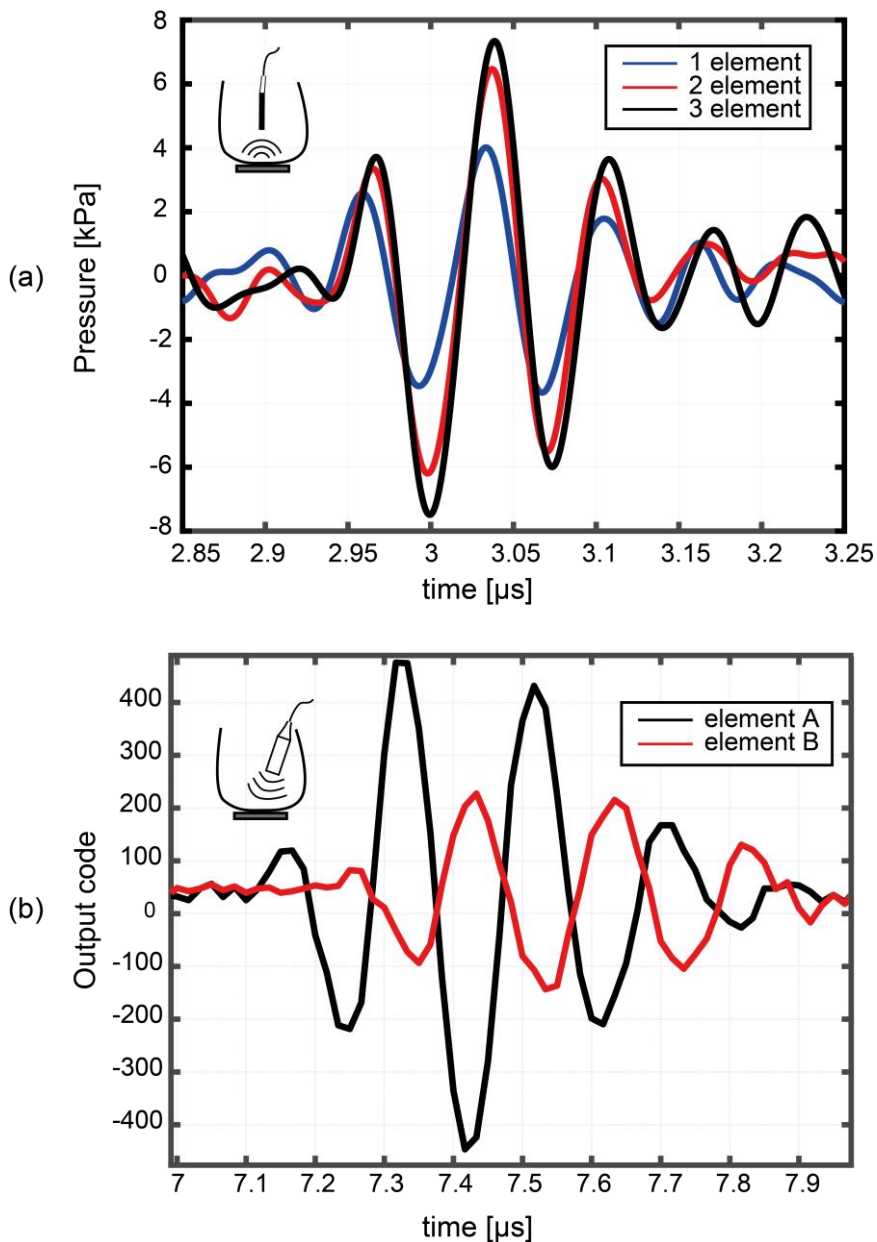 (a)
Pressure [kPa]
8
6
4
2
0
-2
-4
-6
-8
1 element
2 element
3 element
2.85 2.9 2.95 3 3.05 3.1 3.15 3.2 3.25
time [µs]
(b)
Output code
400
300
200
100
0
-100
-200
-300
-400
element A
element B
7 7.1 7.2 7.3 7.4 7.5 7.6 7.7 7.8 7.9
time [µs]